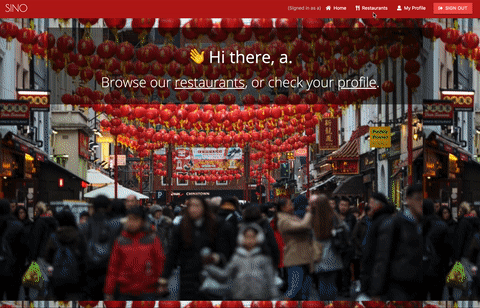 SINO
(Signed in as a)
Home
Restaurants
My Profile
SIGN OUT
👋 Hi there, a.
Browse our restaurants, or check your profile.
CHINATOWN